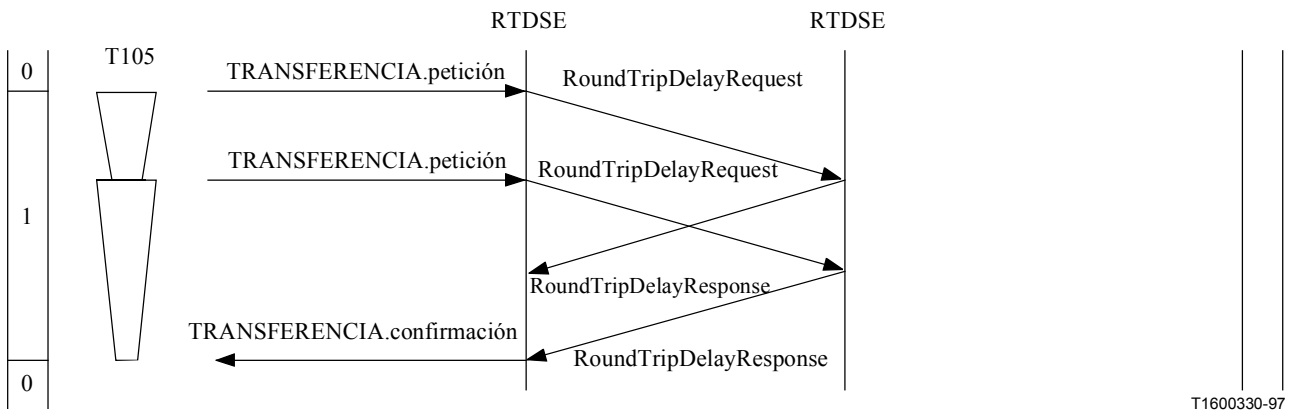 RTDSE
RTDSE
T105
0
TRANSFERENCIA.petición
RoundTripDelayRequest
TRANSFERENCIA.petición
RoundTripDelayRequest
1
RoundTripDelayResponse
TRANSFERENCIA.confirmación
RoundTripDelayResponse
0
T1600330-97